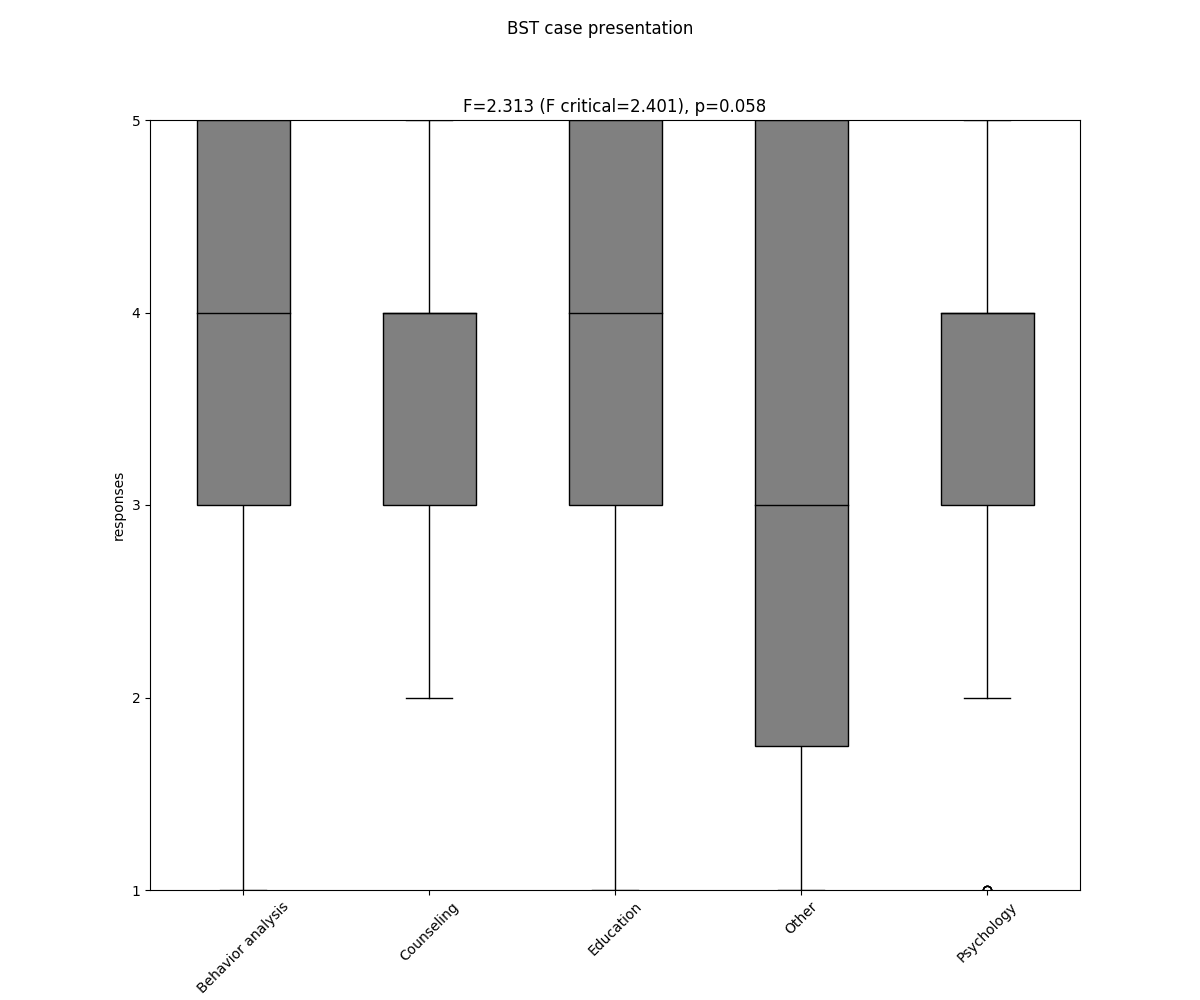 BST case presentation
F=2.313 (F critical=2.401), p=0.058
5
4
3
2
1
responses
Behavior analysis
Counseling
Education
Other
Psychology